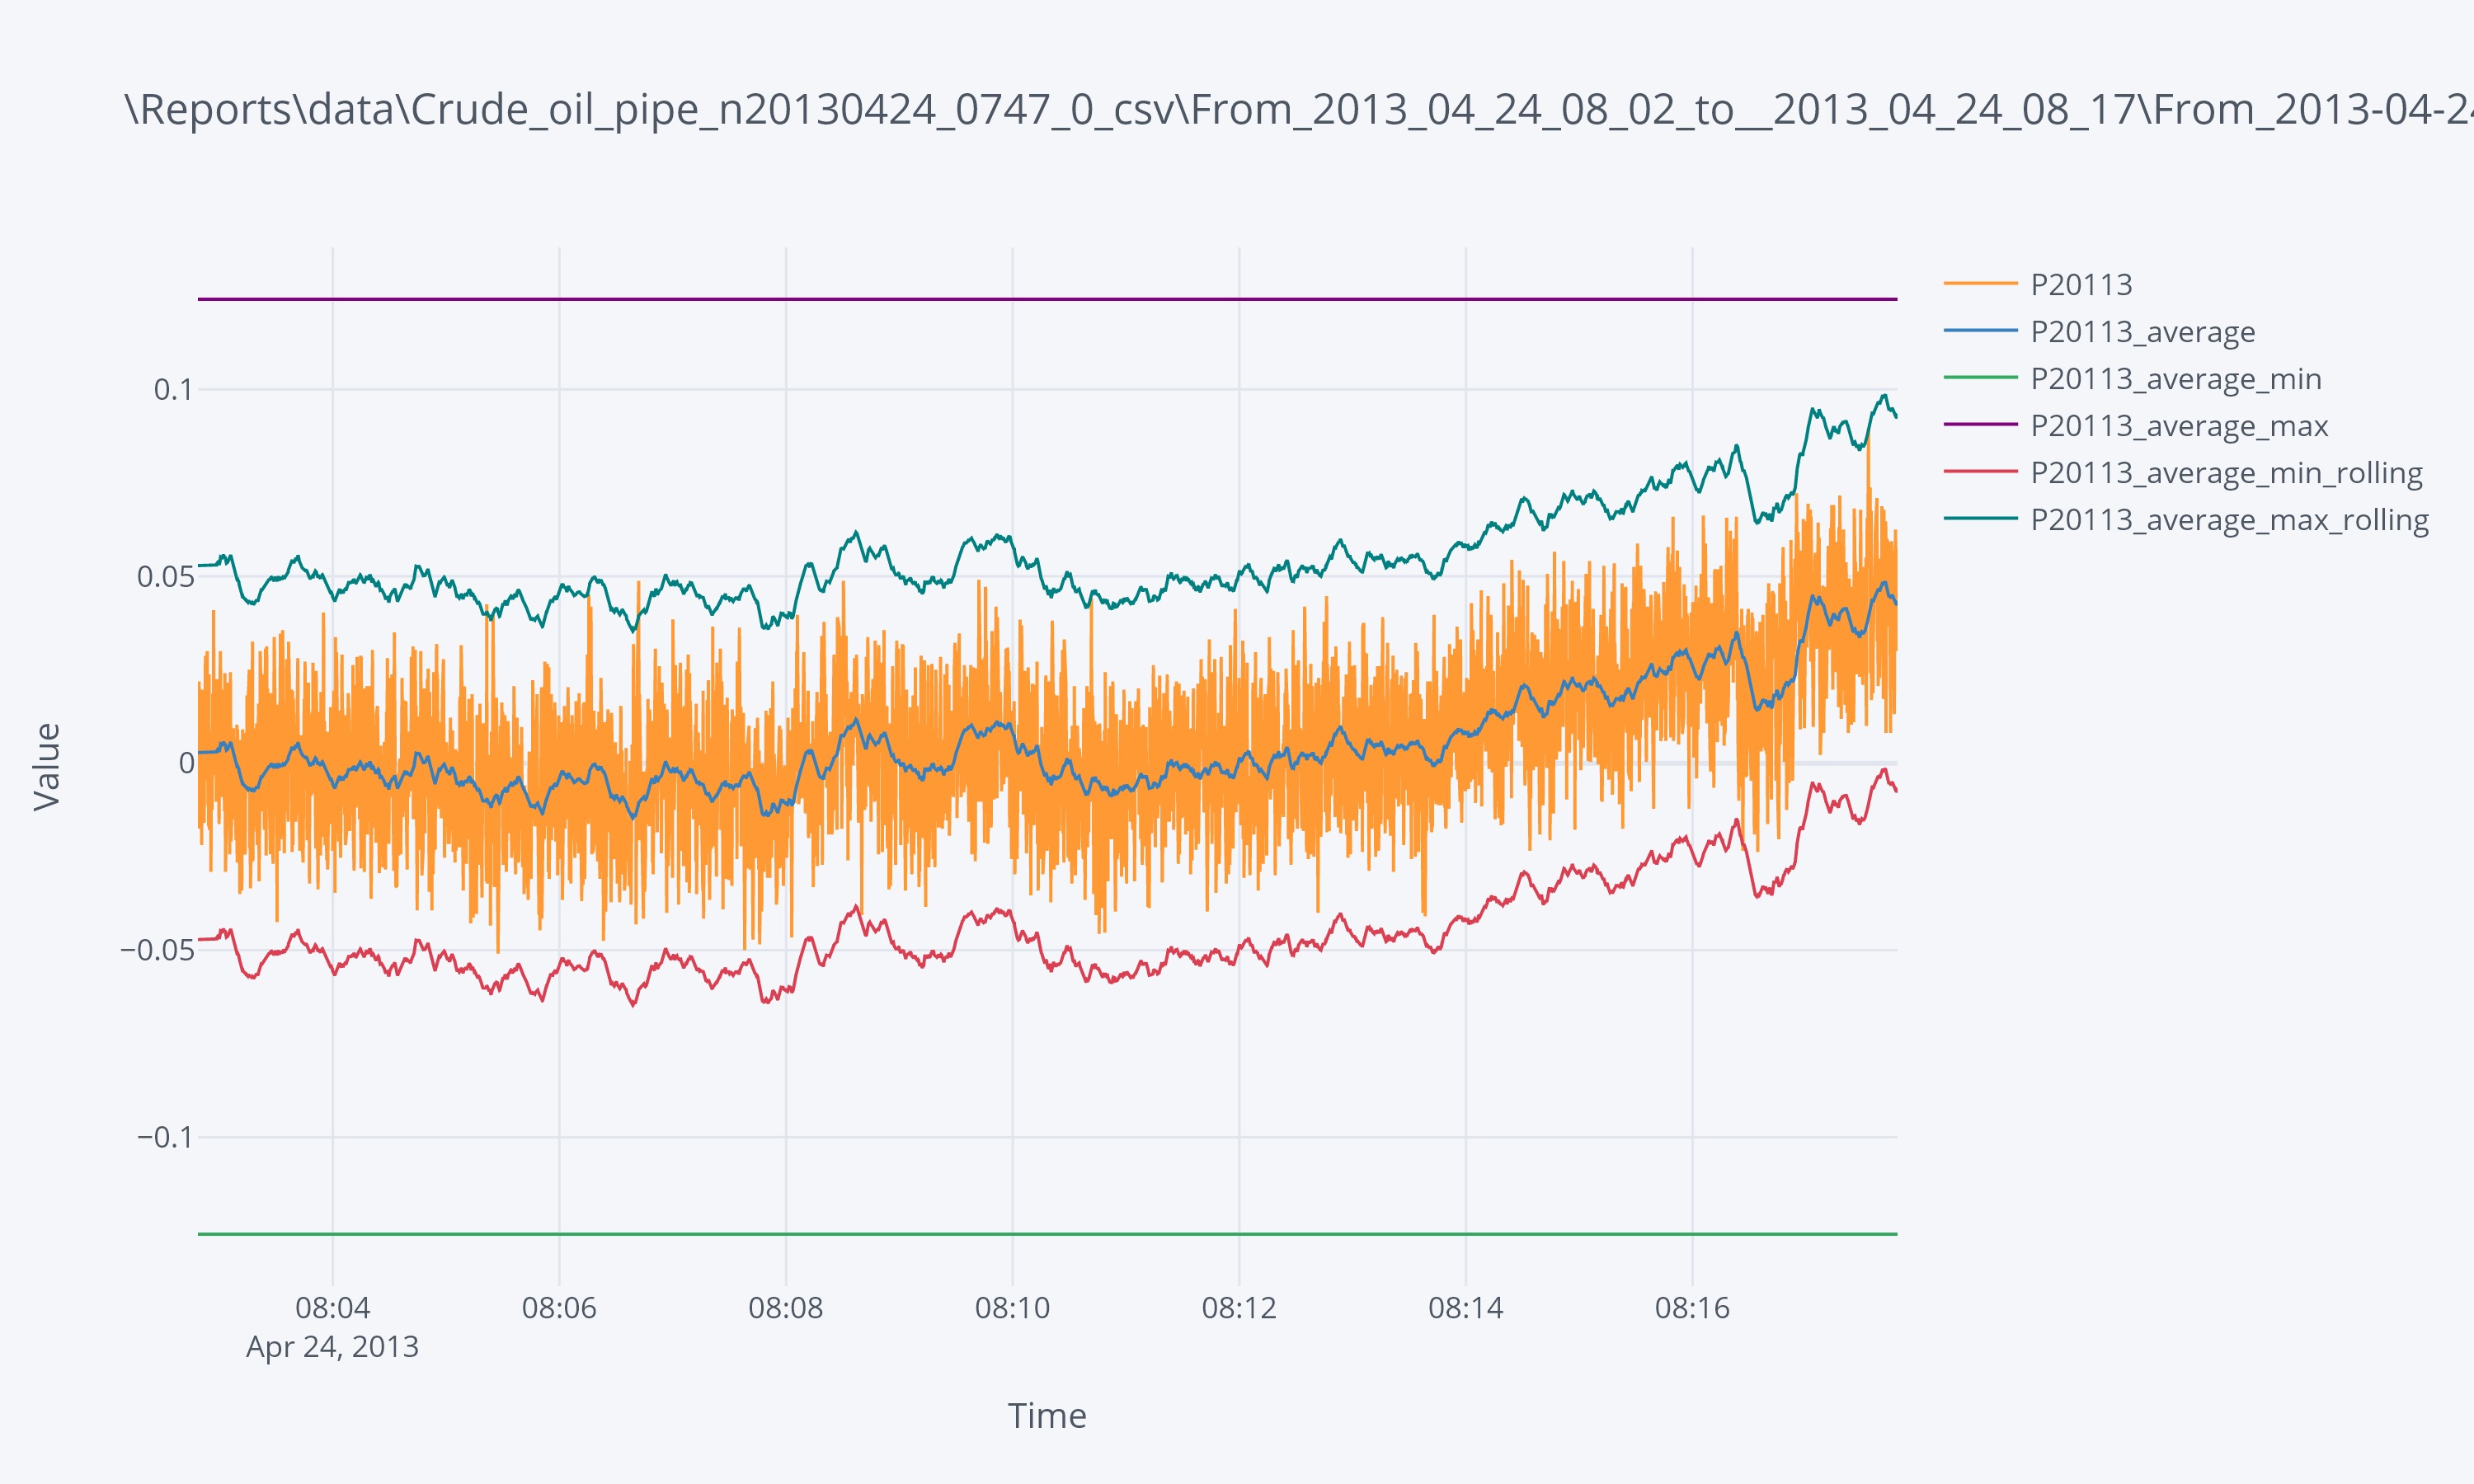 \Reports\data\Crude_oil_pipe_n20130424_0747_0_csv\From_2013_04_24_08_02_to__2013_04_24_08_17\From_2013-04-24
P20113
P20113_average
P20113_average_min
P20113_average_max
P20113_average_min_rolling
P20113_average_max_rolling
0.1
0.05
0
−0.05
−0.1
Value
08:04
Apr 24, 2013
08:06
08:08
08:10
08:12
08:14
08:16
Time